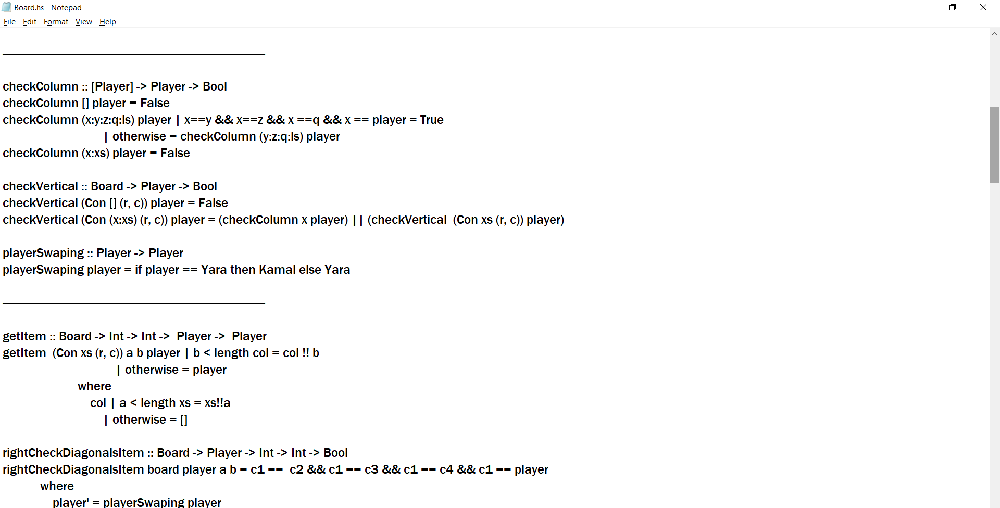 Board.hs - Notepad
File Edit Format View Help
checkColumn :: [Player] -> Player -> Bool
checkColumn [] player = False
checkColumn (x:y:z:q:ls) player | x==y && x==z && x ==q && x == player = True
| otherwise = checkColumn (y:z:q:ls) player
checkColumn (x:xs) player = False
checkVertical :: Board -> Player -> Bool
checkVertical (Con [] (r, c)) player = False
checkVertical (Con (x:xs) (r, c)) player = (checkColumn x player) || (checkVertical  (Con xs (r, c)) player)
playerSwaping :: Player -> Player
playerSwaping player = if player == Yara then Kamal else Yara
getItem :: Board -> Int -> Int ->  Player ->  Player
getItem  (Con xs (r, c)) a b player | b < length col = col !! b
| otherwise = player
where
col | a < length xs = xs!!a
| otherwise = []
rightCheckDiagonalsItem :: Board -> Player -> Int -> Int -> Bool
rightCheckDiagonalsItem board player a b = c1 ==  c2 && c1 == c3 && c1 == c4 && c1 == player
where
player' = playerSwaping player